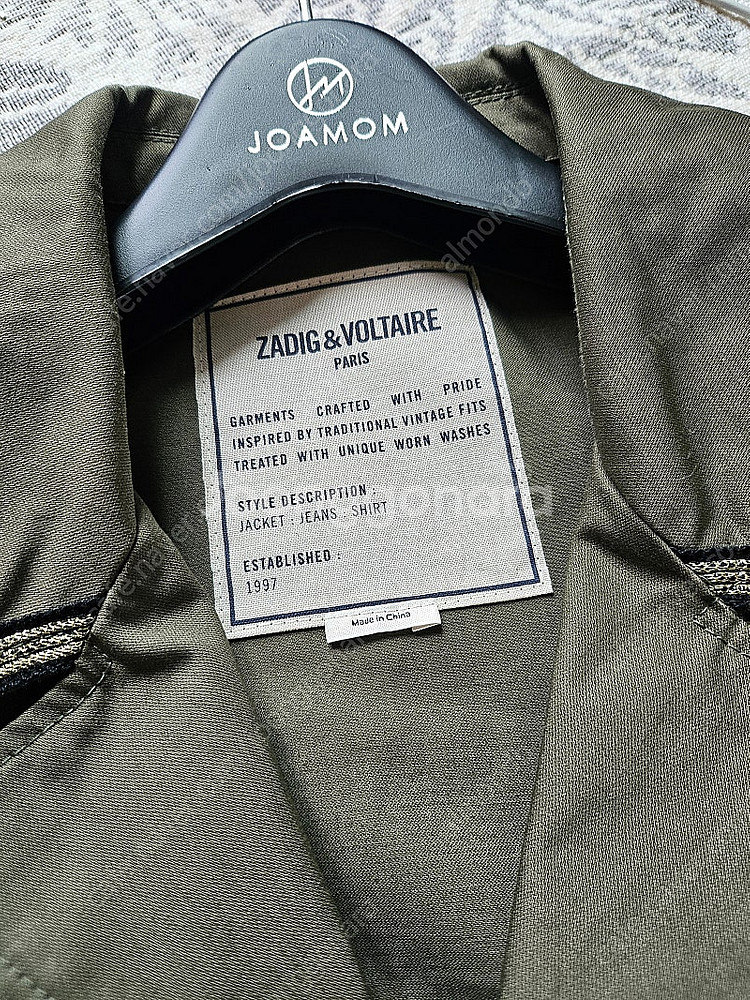 JOAMOM
ZADIG&VOLTAIRE
PARIS
GARMENTS CRAFTED WITH PRIDE
INSPIRED BY TRADITIONAL VINTAGE FITS
TREATED WITH UNIQUE WORN WASHES
STYLE DESCRIPTION :
JACKET : JEANS : SHIRT
ESTABLISHED :
1997
Made in China